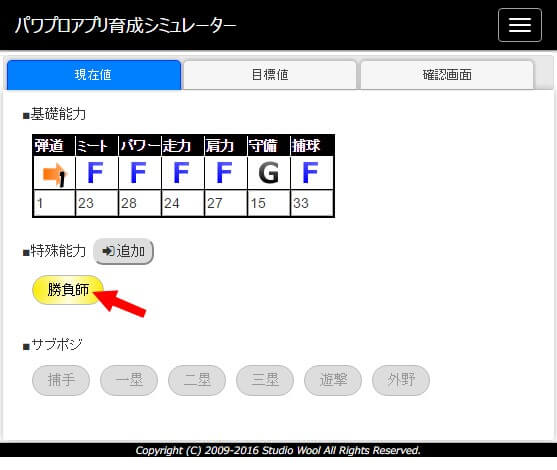 パワプロアプリ育成シミュレーター
現在値 目標値 確認画面
■基礎能力
弾道 ミート パワー 走力 肩力 守備 捕球
F F F F G F
1 23 28 24 27 15 33
■特殊能力 追加
勝負師
■サブポジ
捕手 一塁 二塁 三塁 遊撃 外野
Copyright (C) 2009-2016 Studio Wool All Rights Reserved.